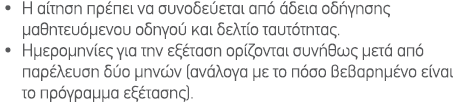 • Η αίτηση πρέπει να συνοδεύεται από άδεια οδήγησης
μαθητευόμενου οδηγού και δελτίο ταυτότητας.
• Ημερομηνίες για την εξέταση ορίζονται συνήθως μετά από
παρέλευση δύο μηνών (ανάλογα με το πόσο βεβαρημένο είναι
το πρόγραμμα εξέτασης).